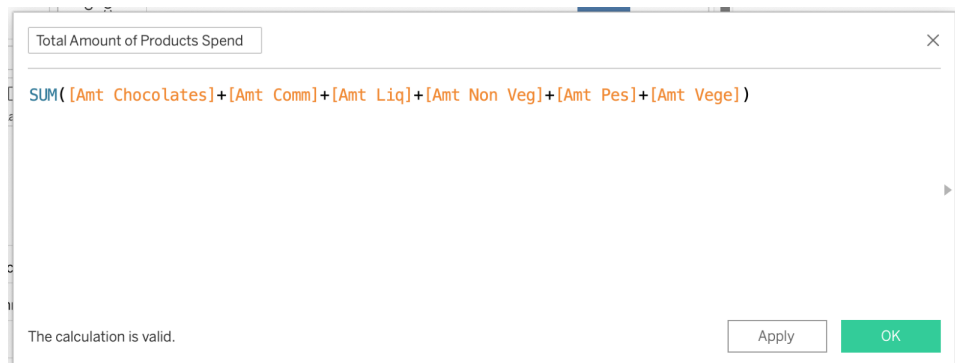 Total Amount of Products Spend
SUM([Amt Chocolates]+[Amt Comm]+[Amt Liq]+[Amt Non Veg]+[Amt Pes]+[Amt Vege])
The calculation is valid.
Apply
OK